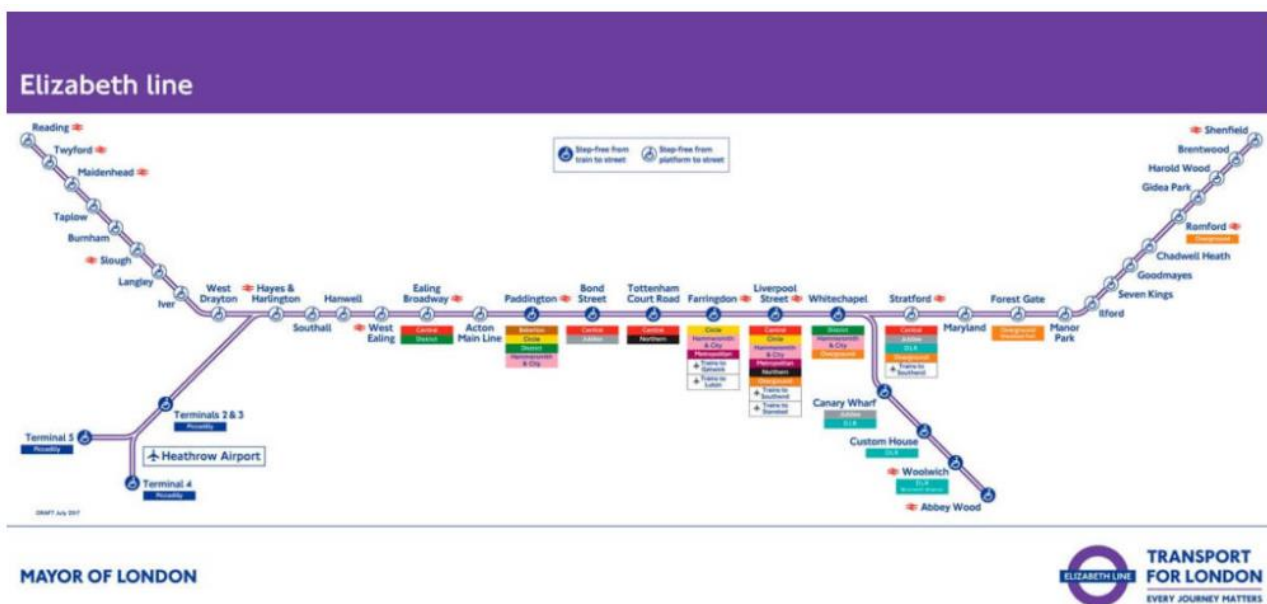 Elizabeth line
Step-free from
train to street
Step-free from
platform to street
Reading
Twyford
Maidenhead
Taplow
Burnham
Slough
Langley
Iver
West
Drayton
Hayes &
Harlington
Southall
Hanwell
West
Ealing
Ealing
Broadway
Central
District
Acton
Main Line
Paddington
Bakerloo
Circle
District
Hammersmith
& City
Bond
Street
Central
Jubilee
Tottenham
Court Road
Central
Northern
Farringdon
Circle
Hammersmith
& City
Metropolitan
Trains to
Gatwick
Trains to
Luton
Liverpool
Street
Central
Circle
Hammersmith
& City
Metropolitan
Northern
Overground
Trains to
Southend
Trains to
Stansted
Whitechapel
District
Hammersmith
& City
Overground
Stratford
Central
Jubilee
DLR
Overground
Trains to
Southend
Maryland
Forest Gate
Overground
Manor
Park
Ilford
Seven Kings
Goodmayes
Chadwell Heath
Romford
Overground
Gidea Park
Harold Wood
Brentwood
Shenfield
Canary Wharf
Jubilee
DLR
Custom House
DLR
Woolwich
DLR
Abbey Wood
Terminals 2 & 3
Piccadilly
Terminal 5
Piccadilly
Heathrow Airport
Terminal 4
Piccadilly
DRAFT July 2017
MAYOR OF LONDON
ELIZABETH LINE
TRANSPORT
FOR LONDON
EVERY JOURNEY MATTERS